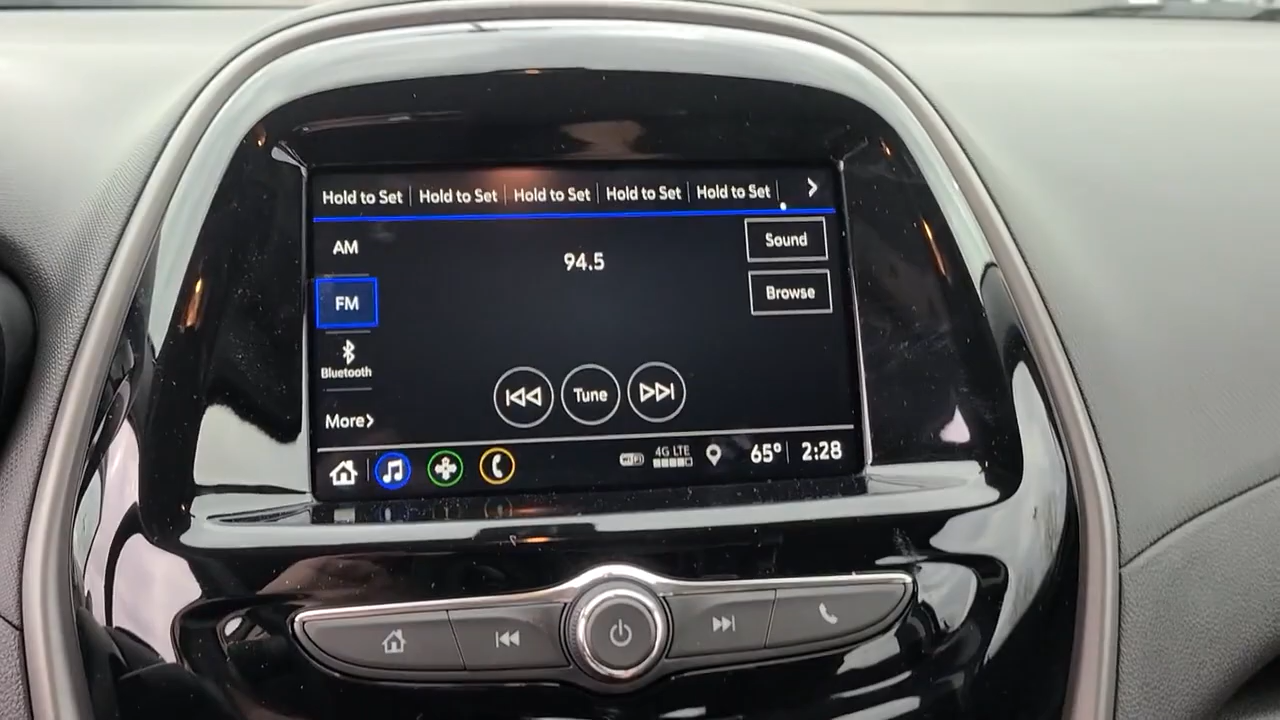 Hold to Set Hold to Set Hold to Set Hold to Set Hold to Set >
AM
94.5
Sound
FM
Browse
Bluetooth
Tune
More>
WiFi 4G LTE 65° 2:28